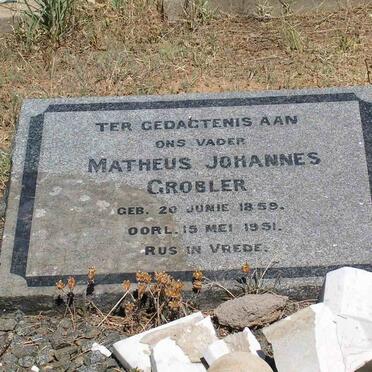 TER GEDAGTENIS AAN
ONS VADER
MATHEUS JOHANNES
GROBLER
GEB. 20 JUNIE 1859.
OORL. 15 MEI 1951.
RUS IN VREDE.